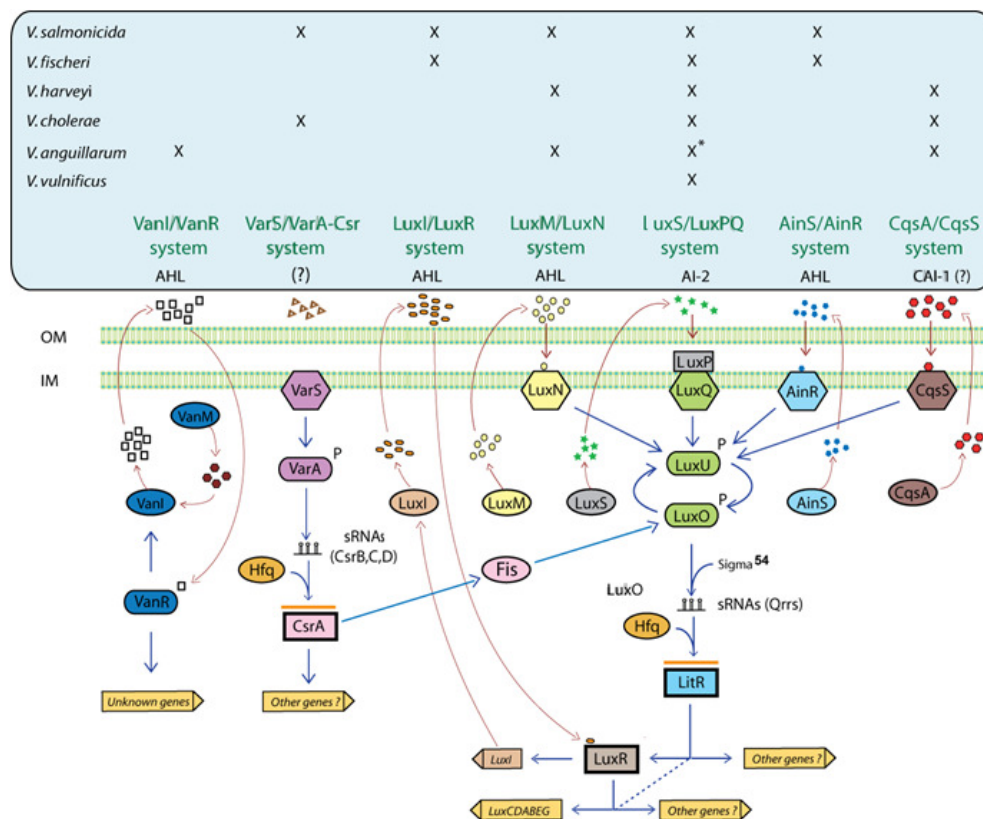 V. salmonicida X X X X X
V. fischeri X X X
V. harveyi X X X
V. cholerae X X X
V. anguillarum X X X* X
V. vulnificus X
VanI/VanR VarS/VarA-Csr LuxI/LuxR LuxM/LuxN LuxS/LuxPQ AinS/AinR CqsA/CqsS
system system system system system system system
AHL (?) AHL AHL AI-2 AHL CAI-1 (?)
OM
LuxP
IM
VarS LuxN LuxQ AinR CqsS
VanM
P P
VarA LuxU
VanI LuxI LuxM LuxS AinS CqsA
P
LuxO
sRNAs
(CsrB,C,D)
Hfq Fis Sigma 54
VanR LuxO sRNAs (Qrrs)
CsrA Hfq
LitR
Unknown genes Other genes ?
LuxI LuxR Other genes ?
LuxCDABEG Other genes ?